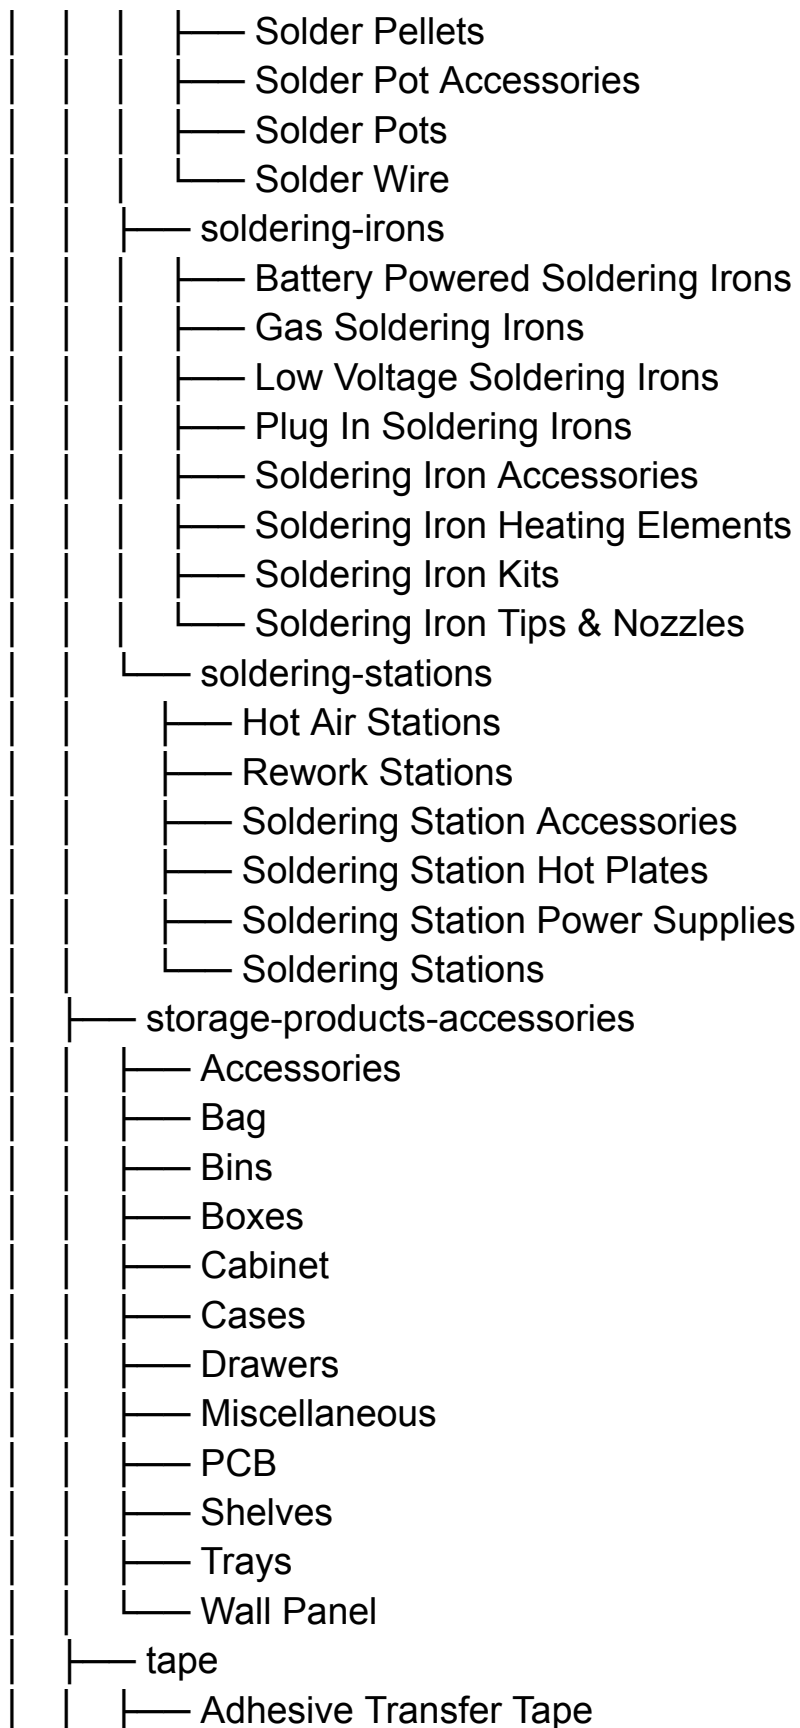 │ │ │ ├── Solder Pellets
│ │ │ ├── Solder Pot Accessories
│ │ │ ├── Solder Pots
│ │ │ └── Solder Wire
│ │ ├── soldering-irons
│ │ │ ├── Battery Powered Soldering Irons
│ │ │ ├── Gas Soldering Irons
│ │ │ ├── Low Voltage Soldering Irons
│ │ │ ├── Plug In Soldering Irons
│ │ │ ├── Soldering Iron Accessories
│ │ │ ├── Soldering Iron Heating Elements
│ │ │ ├── Soldering Iron Kits
│ │ │ └── Soldering Iron Tips & Nozzles
│ │ └── soldering-stations
│ │ ├── Hot Air Stations
│ │ ├── Rework Stations
│ │ ├── Soldering Station Accessories
│ │ ├── Soldering Station Hot Plates
│ │ ├── Soldering Station Power Supplies
│ │ └── Soldering Stations
│ ├── storage-products-accessories
│ │ ├── Accessories
│ │ ├── Bag
│ │ ├── Bins
│ │ ├── Boxes
│ │ ├── Cabinet
│ │ ├── Cases
│ │ ├── Drawers
│ │ ├── Miscellaneous
│ │ ├── PCB
│ │ ├── Shelves
│ │ ├── Trays
│ │ └── Wall Panel
│ ├── tape
│ │ ├── Adhesive Transfer Tape